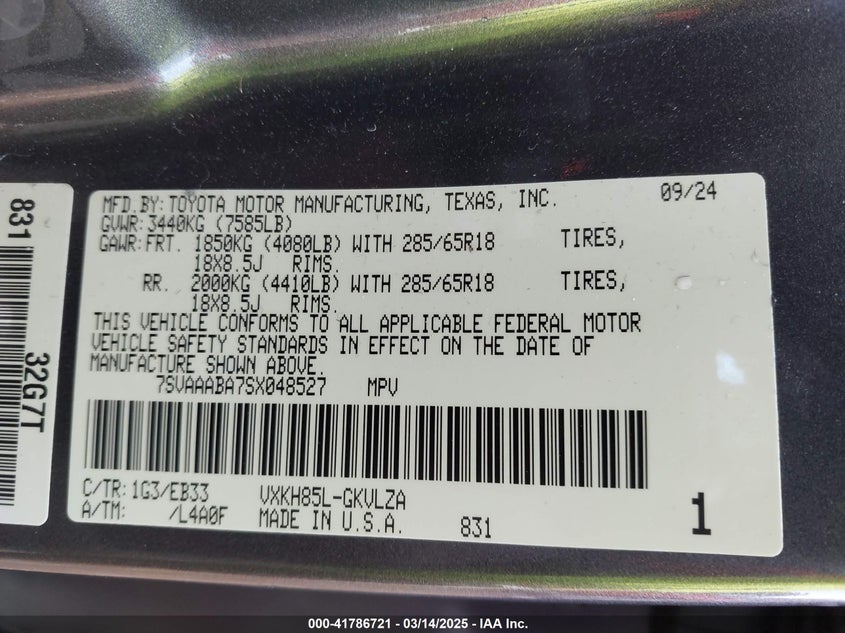 MFD.BY: TOYOTA MOTOR MANUFACTURING, TEXAS, INC. 09/24
GVWR: 3440KG (7585LB)
GAWR: FRT. 1850KG (4080LB) WITH 285/65R18 TIRES,
18X8.5J RIMS.
RR. 2000KG (4410LB) WITH 285/65R18 TIRES,
18X8.5J RIMS.
THIS VEHICLE CONFORMS TO ALL APPLICABLE FEDERAL MOTOR
VEHICLE SAFETY STANDARDS IN EFFECT ON THE DATE OF
MANUFACTURE SHOWN ABOVE.
7SVAAABA7SX048527 MPV
C/TR: 1G3/EB33 VXKH85L-GKVLZA
A/TM: /L4A0F MADE IN U.S.A. 831 1
831
32G7T
000-41786721 / 03/14/2025 - IAA Inc.